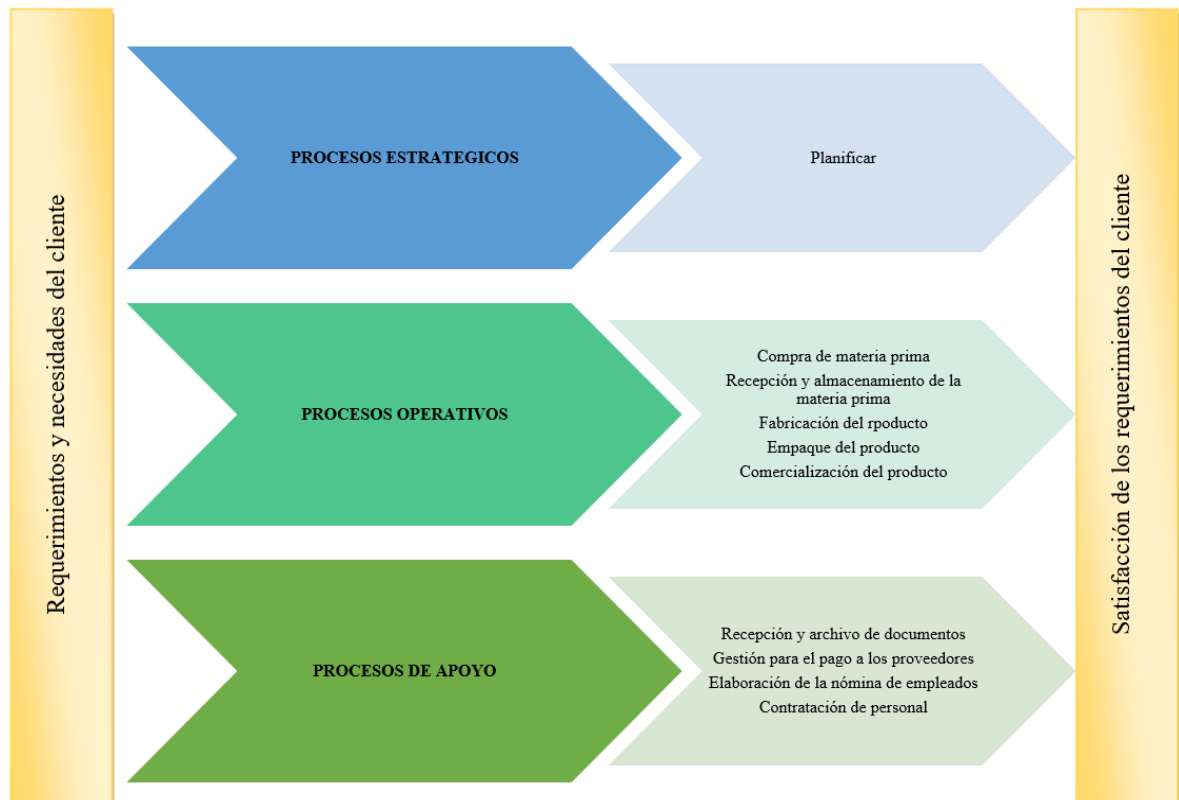 Requerimientos y necesidades del cliente
PROCESOS ESTRATEGICOS
Planificar
PROCESOS OPERATIVOS
Compra de materia prima
Recepción y almacenamiento de la
materia prima
Fabricación del rpoducto
Empaque del producto
Comercialización del producto
PROCESOS DE APOYO
Recepción y archivo de documentos
Gestión para el pago a los proveedores
Elaboración de la nómina de empleados
Contratación de personal
Satisfacción de los requerimientos del cliente